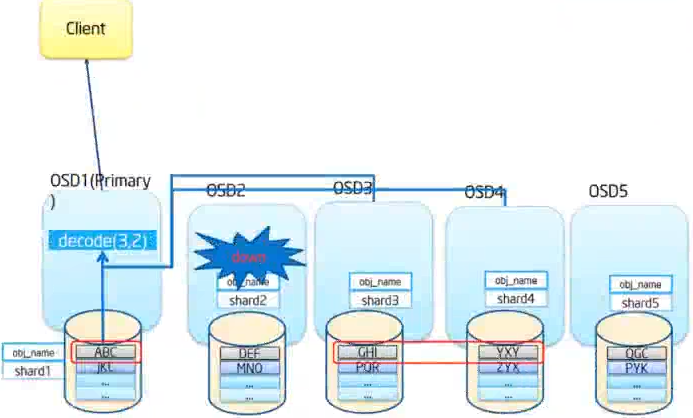 Client
OSD1(Primary
)
OSD2
OSD3
OSD4
OSD5
decode(3,2)
down
obj_name
shard2
obj_name
shard3
obj_name
shard4
obj_name
shard5
obj_name
shard1
ABC
JKL
...
...
DEF
MNO
...
...
GHI
PQR
...
...
YXY
ZYX
...
...
QGC
PYK
...
...